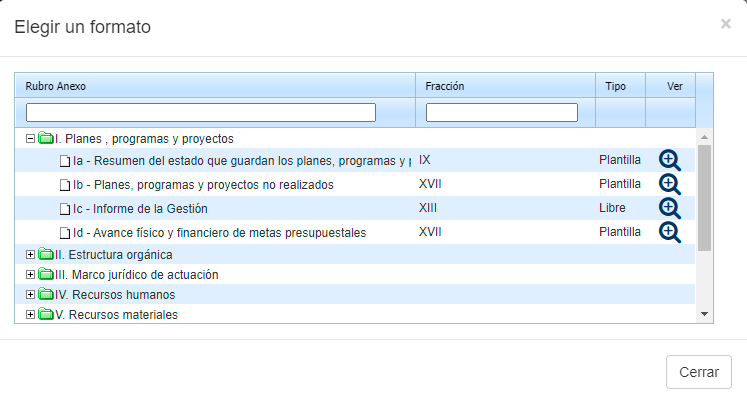 Elegir un formato
×
Rubro Anexo Fracción Tipo Ver
I. Planes , programas y proyectos
Ia - Resumen del estado que guardan los planes, programas y p IX Plantilla
Ib - Planes, programas y proyectos no realizados XVII Plantilla
Ic - Informe de la Gestión XIII Libre
Id - Avance físico y financiero de metas presupuestales XVII Plantilla
II. Estructura orgánica
III. Marco jurídico de actuación
IV. Recursos humanos
V. Recursos materiales
Cerrar